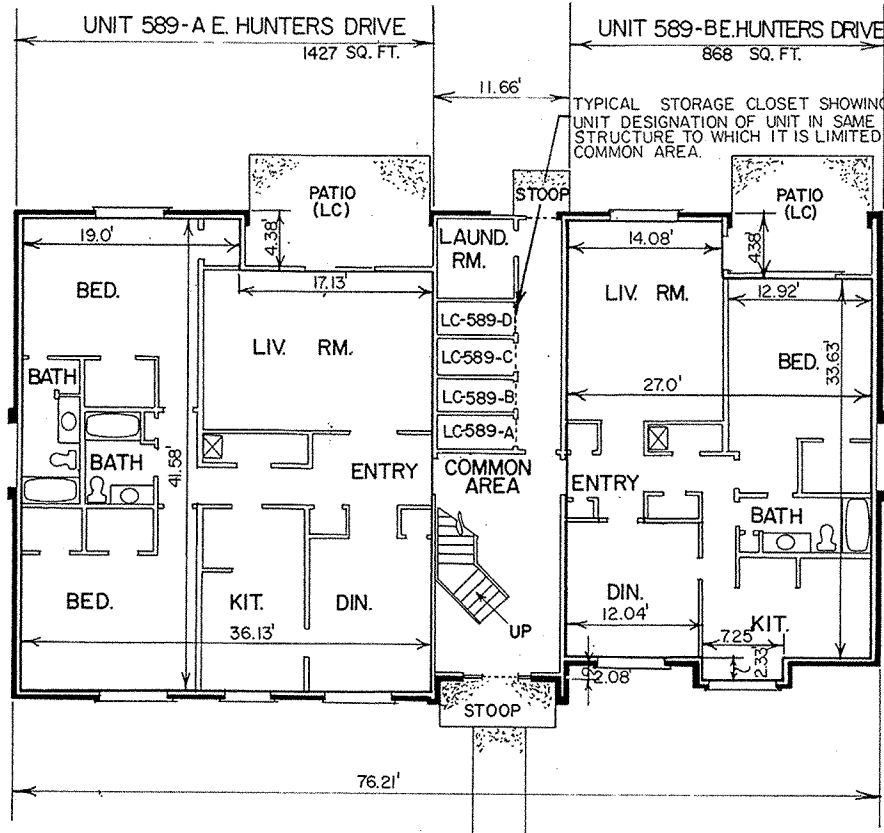 UNIT 589-A E. HUNTERS DRIVE
1427 SQ. FT.
UNIT 589-B E. HUNTERS DRIVE
868 SQ. FT.
11.66'
TYPICAL STORAGE CLOSET SHOWING
UNIT DESIGNATION OF UNIT IN SAME
STRUCTURE TO WHICH IT IS LIMITED
COMMON AREA.
PATIO
(LC)
STOOP
PATIO
(LC)
19.0'
4.38'
LAUND.
RM.
14.08'
4.38'
BED.
17.13'
LIV. RM.
12.92'
LIV. RM.
LC-589-D
LC-589-C
LC-589-B
LC-589-A
BED.
33.63'
27.0'
BATH
BATH
41.58'
ENTRY
COMMON
AREA
ENTRY
BATH
BED.
KIT.
DIN.
36.13'
UP
DIN.
12.04'
KIT.
7.25'
2.33'
2.08'
STOOP
76.21'